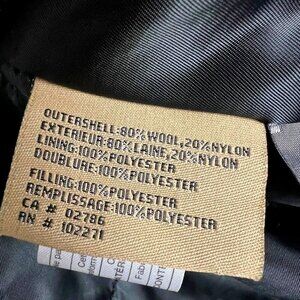 OUTERSHELL:80%WOOL,20%NYLON
EXTERIEUR:80%LAINE,20%NYLON
LINING:100%POLYESTER
DOUBLURE:100%POLYESTER
FILLING:100%POLYESTER
REMPLISSAGE:100%POLYESTER
CA # 02786
RN # 102271